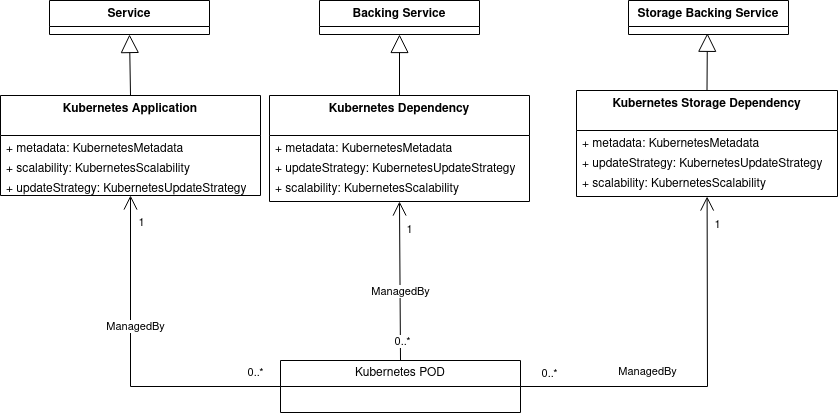 Service
Backing Service
Storage Backing Service
Kubernetes Application
+ metadata: KubernetesMetadata
+ scalability: KubernetesScalability
+ updateStrategy: KubernetesUpdateStrategy
Kubernetes Dependency
+ metadata: KubernetesMetadata
+ updateStrategy: KubernetesUpdateStrategy
+ scalability: KubernetesScalability
Kubernetes Storage Dependency
+ metadata: KubernetesMetadata
+ updateStrategy: KubernetesUpdateStrategy
+ scalability: KubernetesScalability
1
1
1
ManagedBy
ManagedBy
ManagedBy
0..*
0..*
0..*
Kubernetes POD